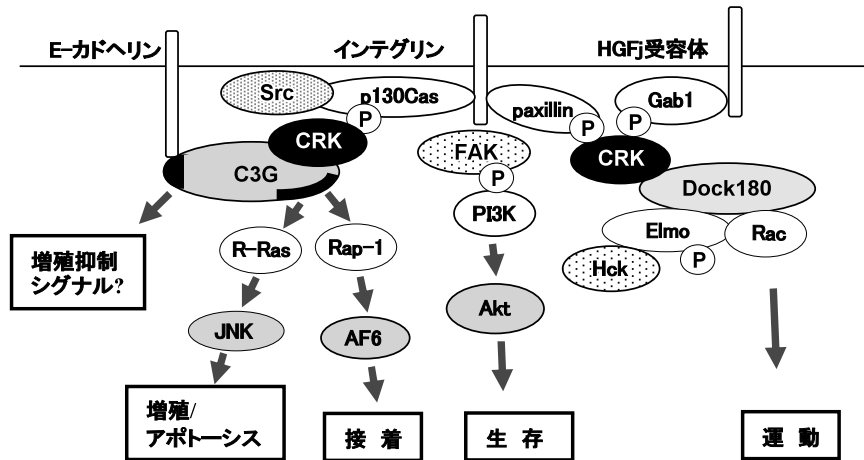 E-カドヘリン
インテグリン
HGFj受容体
Src
p130Cas
P
paxillin
P
Gab1
P
CRK
CRK
C3G
FAK
P
Dock180
PI3K
R-Ras
Rap-1
Elmo
Rac
P
Hck
増殖抑制
シグナル?
Akt
JNK
AF6
増殖/
アポトーシス
接 着
生 存
運 動